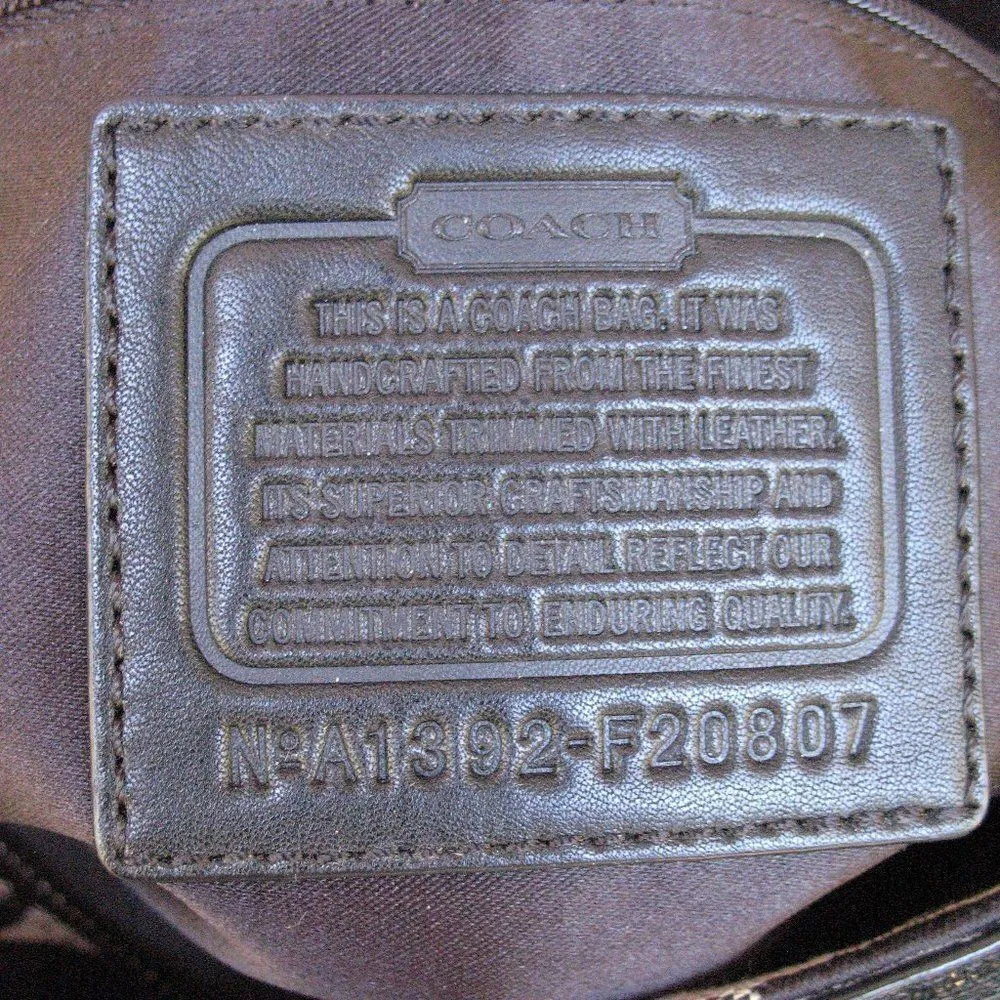 COACH
THIS IS A COACH BAG. IT WAS
HANDCRAFTED FROM THE FINEST
MATERIALS TRIMMED WITH LEATHER.
ITS SUPERIOR CRAFTSMANSHIP AND
ATTENTION TO DETAIL REFLECT OUR
COMMITMENT TO ENDURING QUALITY.
No A1392-F20807